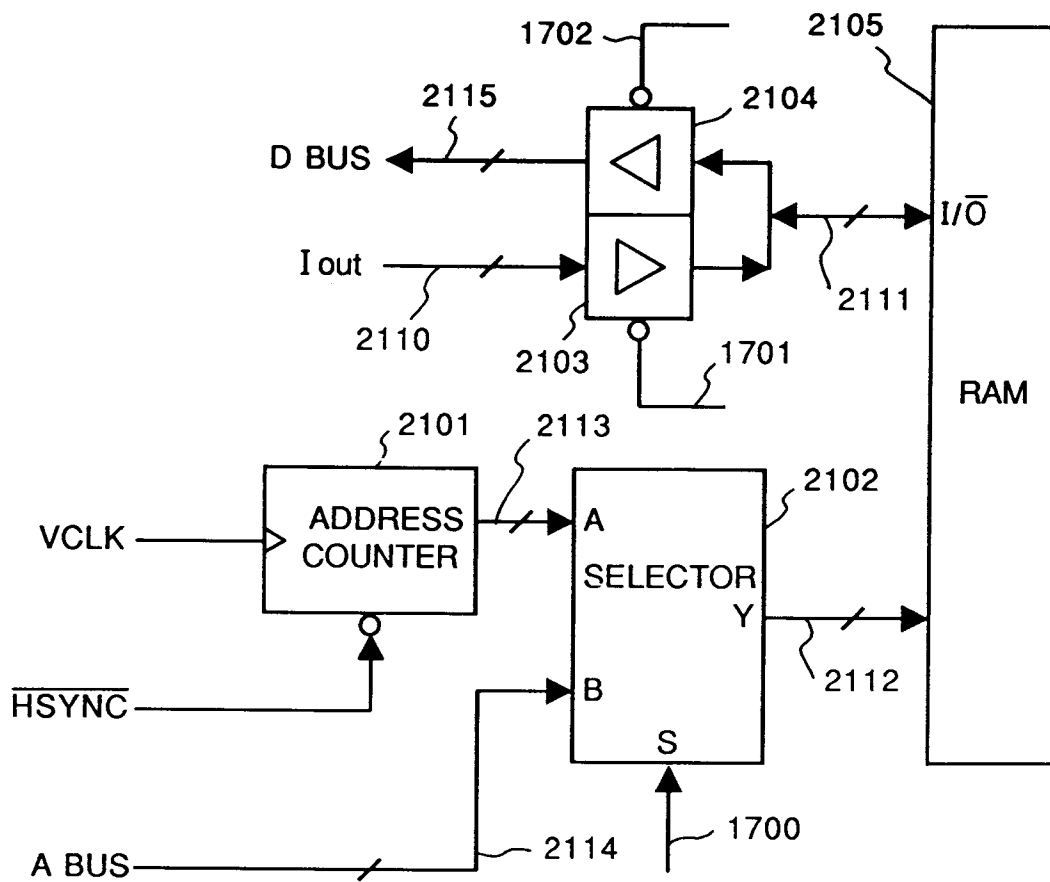 1702
2105
2115
2104
D BUS
I/O̅
I out
2110
2103
2111
1701
RAM
2101
2113
2102
VCLK
ADDRESS
COUNTER
A
SELECTOR
Y
H̅S̅Y̅N̅C̅
B
2112
S
A BUS
2114
1700